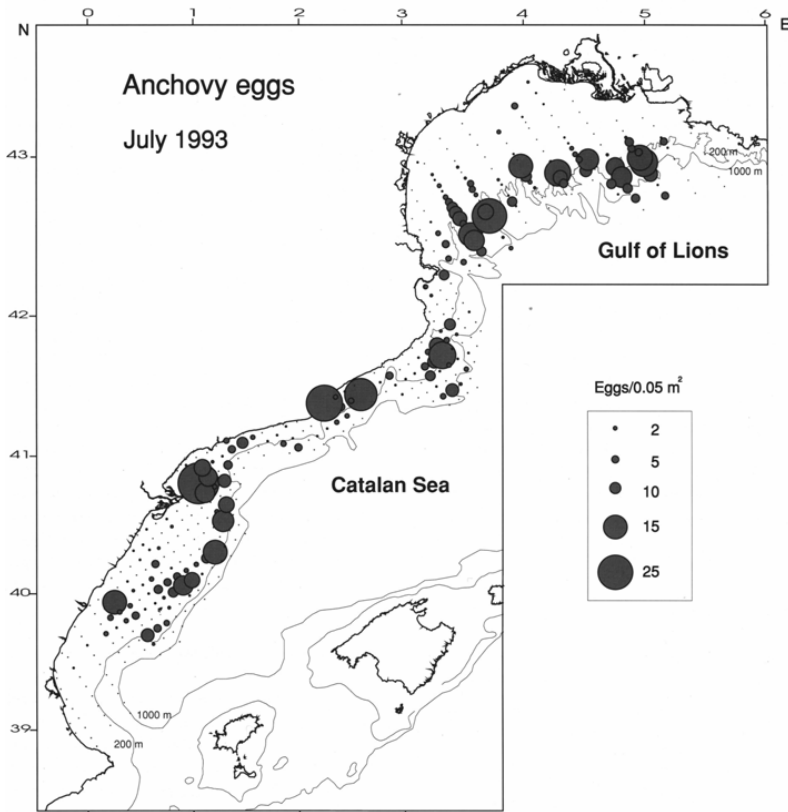 N
0
1
2
3
4
5
6
E
Anchovy eggs
July 1993
43
200 m
1000 m
Gulf of Lions
42
Eggs/0.05 m²
2
5
10
15
25
41
Catalan Sea
40
1000 m
39
200 m